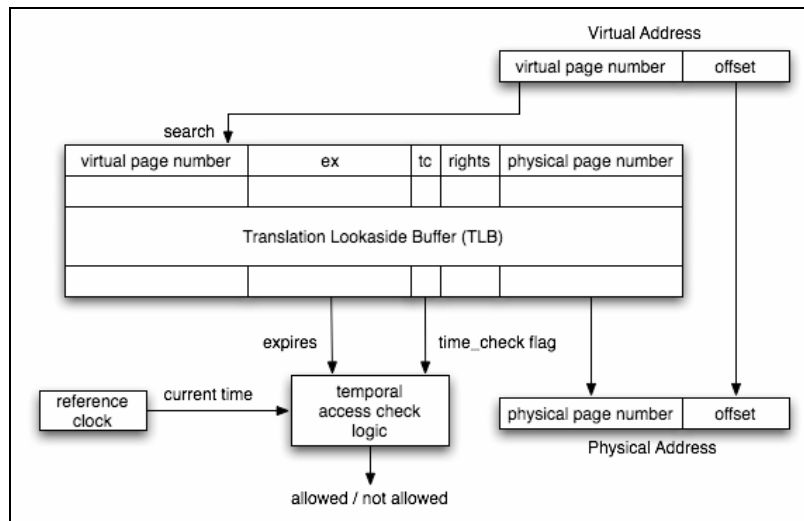 Virtual Address
virtual page number offset
search
virtual page number ex tc rights physical page number
Translation Lookaside Buffer (TLB)
expires time_check flag
reference
clock
current time
temporal
access check
logic
physical page number offset
Physical Address
allowed / not allowed